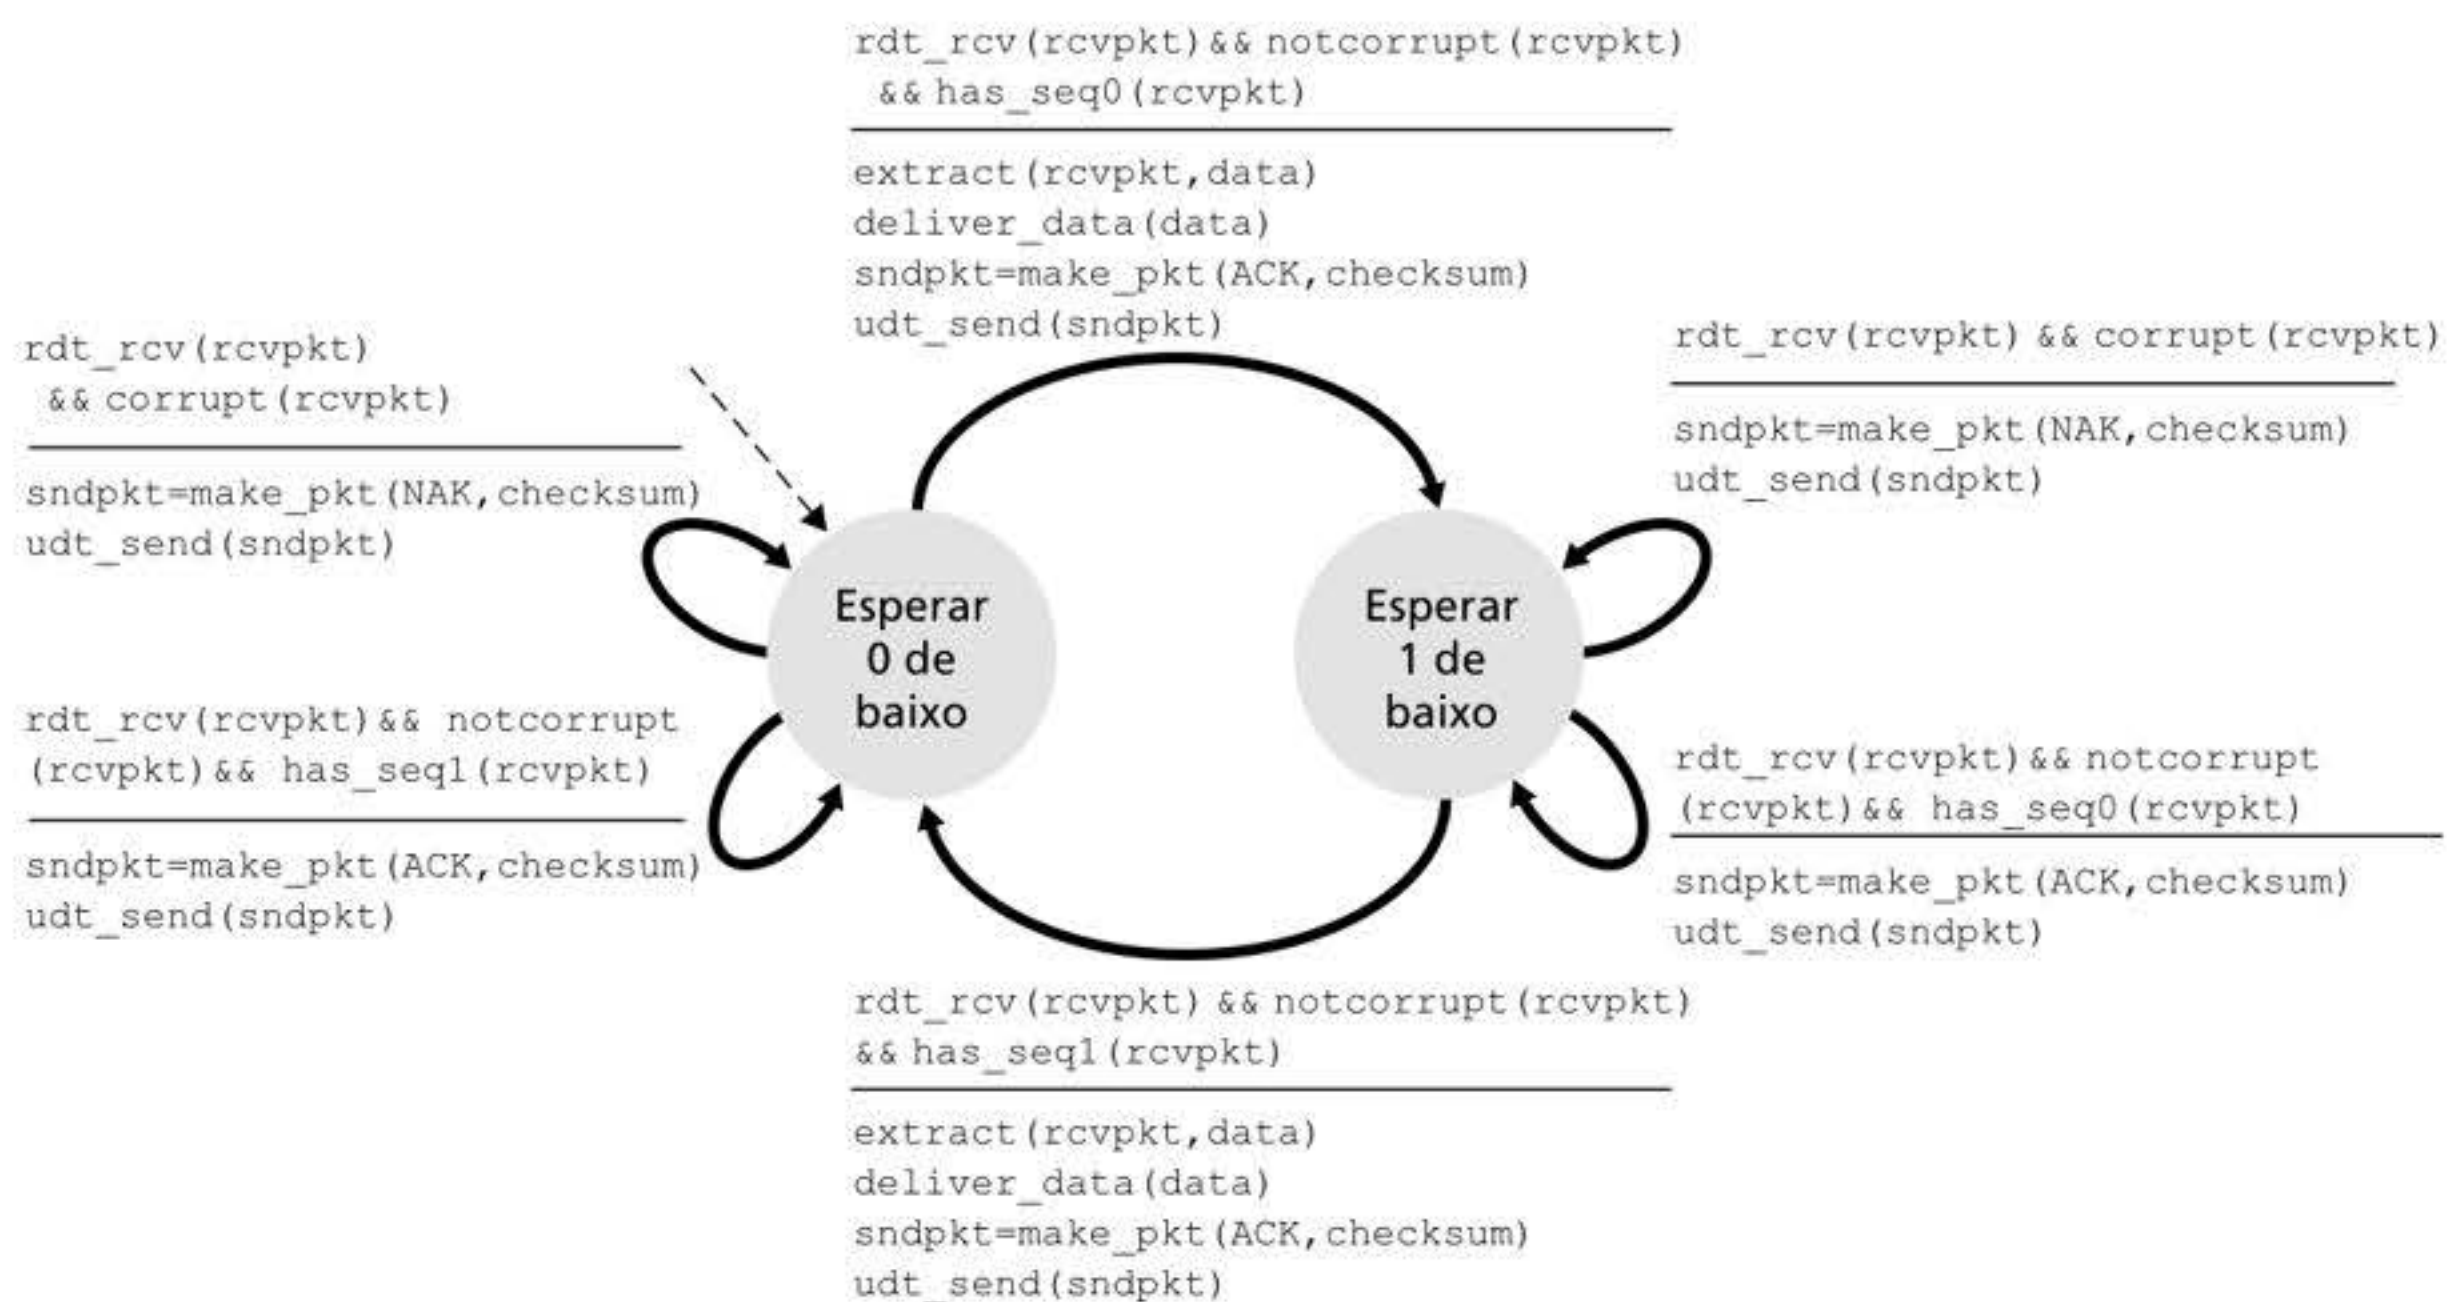 rdt_rcv(rcvpkt)&& notcorrupt(rcvpkt)
&& has_seq0(rcvpkt)
extract(rcvpkt,data)
deliver_data(data)
sndpkt=make_pkt(ACK,checksum)
udt_send(sndpkt)
rdt_rcv(rcvpkt)
&& corrupt(rcvpkt)
sndpkt=make_pkt(NAK,checksum)
udt_send(sndpkt)
rdt_rcv(rcvpkt) && corrupt(rcvpkt)
sndpkt=make_pkt(NAK,checksum)
udt_send(sndpkt)
Esperar
0 de
baixo
Esperar
1 de
baixo
rdt_rcv(rcvpkt)&& notcorrupt
(rcvpkt)&& has_seq1(rcvpkt)
sndpkt=make_pkt(ACK,checksum)
udt_send(sndpkt)
rdt_rcv(rcvpkt)&& notcorrupt
(rcvpkt)&& has_seq0(rcvpkt)
sndpkt=make_pkt(ACK,checksum)
udt_send(sndpkt)
rdt_rcv(rcvpkt) && notcorrupt(rcvpkt)
&& has_seq1(rcvpkt)
extract(rcvpkt,data)
deliver_data(data)
sndpkt=make_pkt(ACK,checksum)
udt_send(sndpkt)